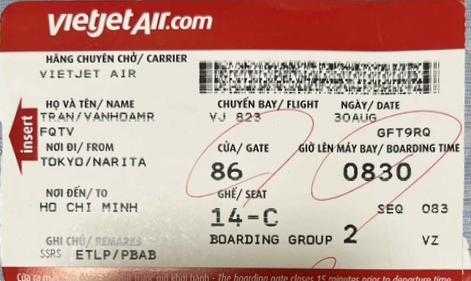 vietjetAir.com
HÃNG CHUYÊN CHỞ/ CARRIER
VIETJET AIR
HỌ VÀ TÊN/ NAME CHUYẾN BAY/ FLIGHT NGÀY/ DATE
TRAN/VANHOAMR VJ 823 30AUG
FQTV GFT9RQ
NƠI ĐI/ FROM CỬA/ GATE GIỜ LÊN MÁY BAY/ BOARDING TIME
TOKYO/NARITA 86 0830
NƠI ĐẾN/ TO GHẾ/ SEAT
HO CHI MINH 14-C SEQ 083
GHI CHÚ/ REMARKS BOARDING GROUP 2 VZ
SSRS ETLP/PBAB
insert
The boarding gate closes 15 minutes prior to departure time